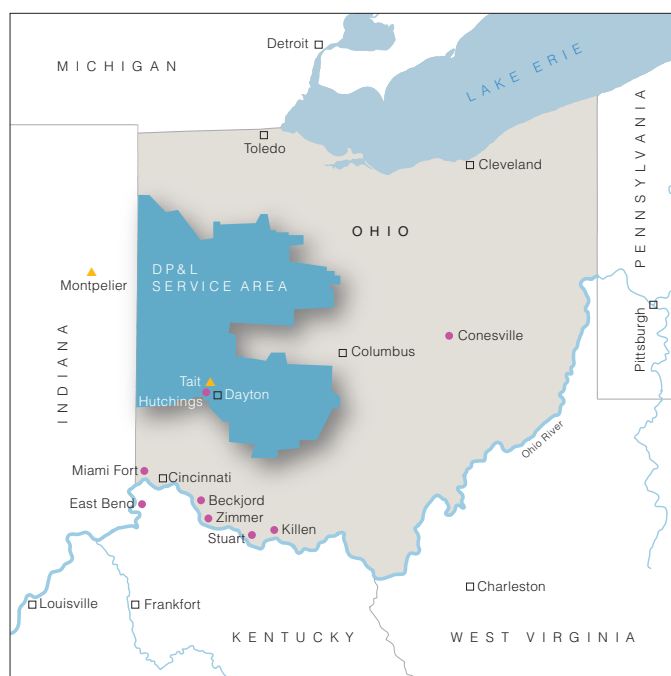 Detroit
MICHIGAN
LAKE ERIE
Toledo
Cleveland
PENNSYLVANIA
OHIO
DP&L
SERVICE AREA
Montpelier
Pittsburgh
INDIANA
Conesville
Columbus
Tait
Hutchings
Dayton
Ohio River
Miami Fort
Cincinnati
East Bend
Beckjord
Zimmer
Stuart
Killen
Charleston
Louisville
Frankfort
KENTUCKY
WEST VIRGINIA